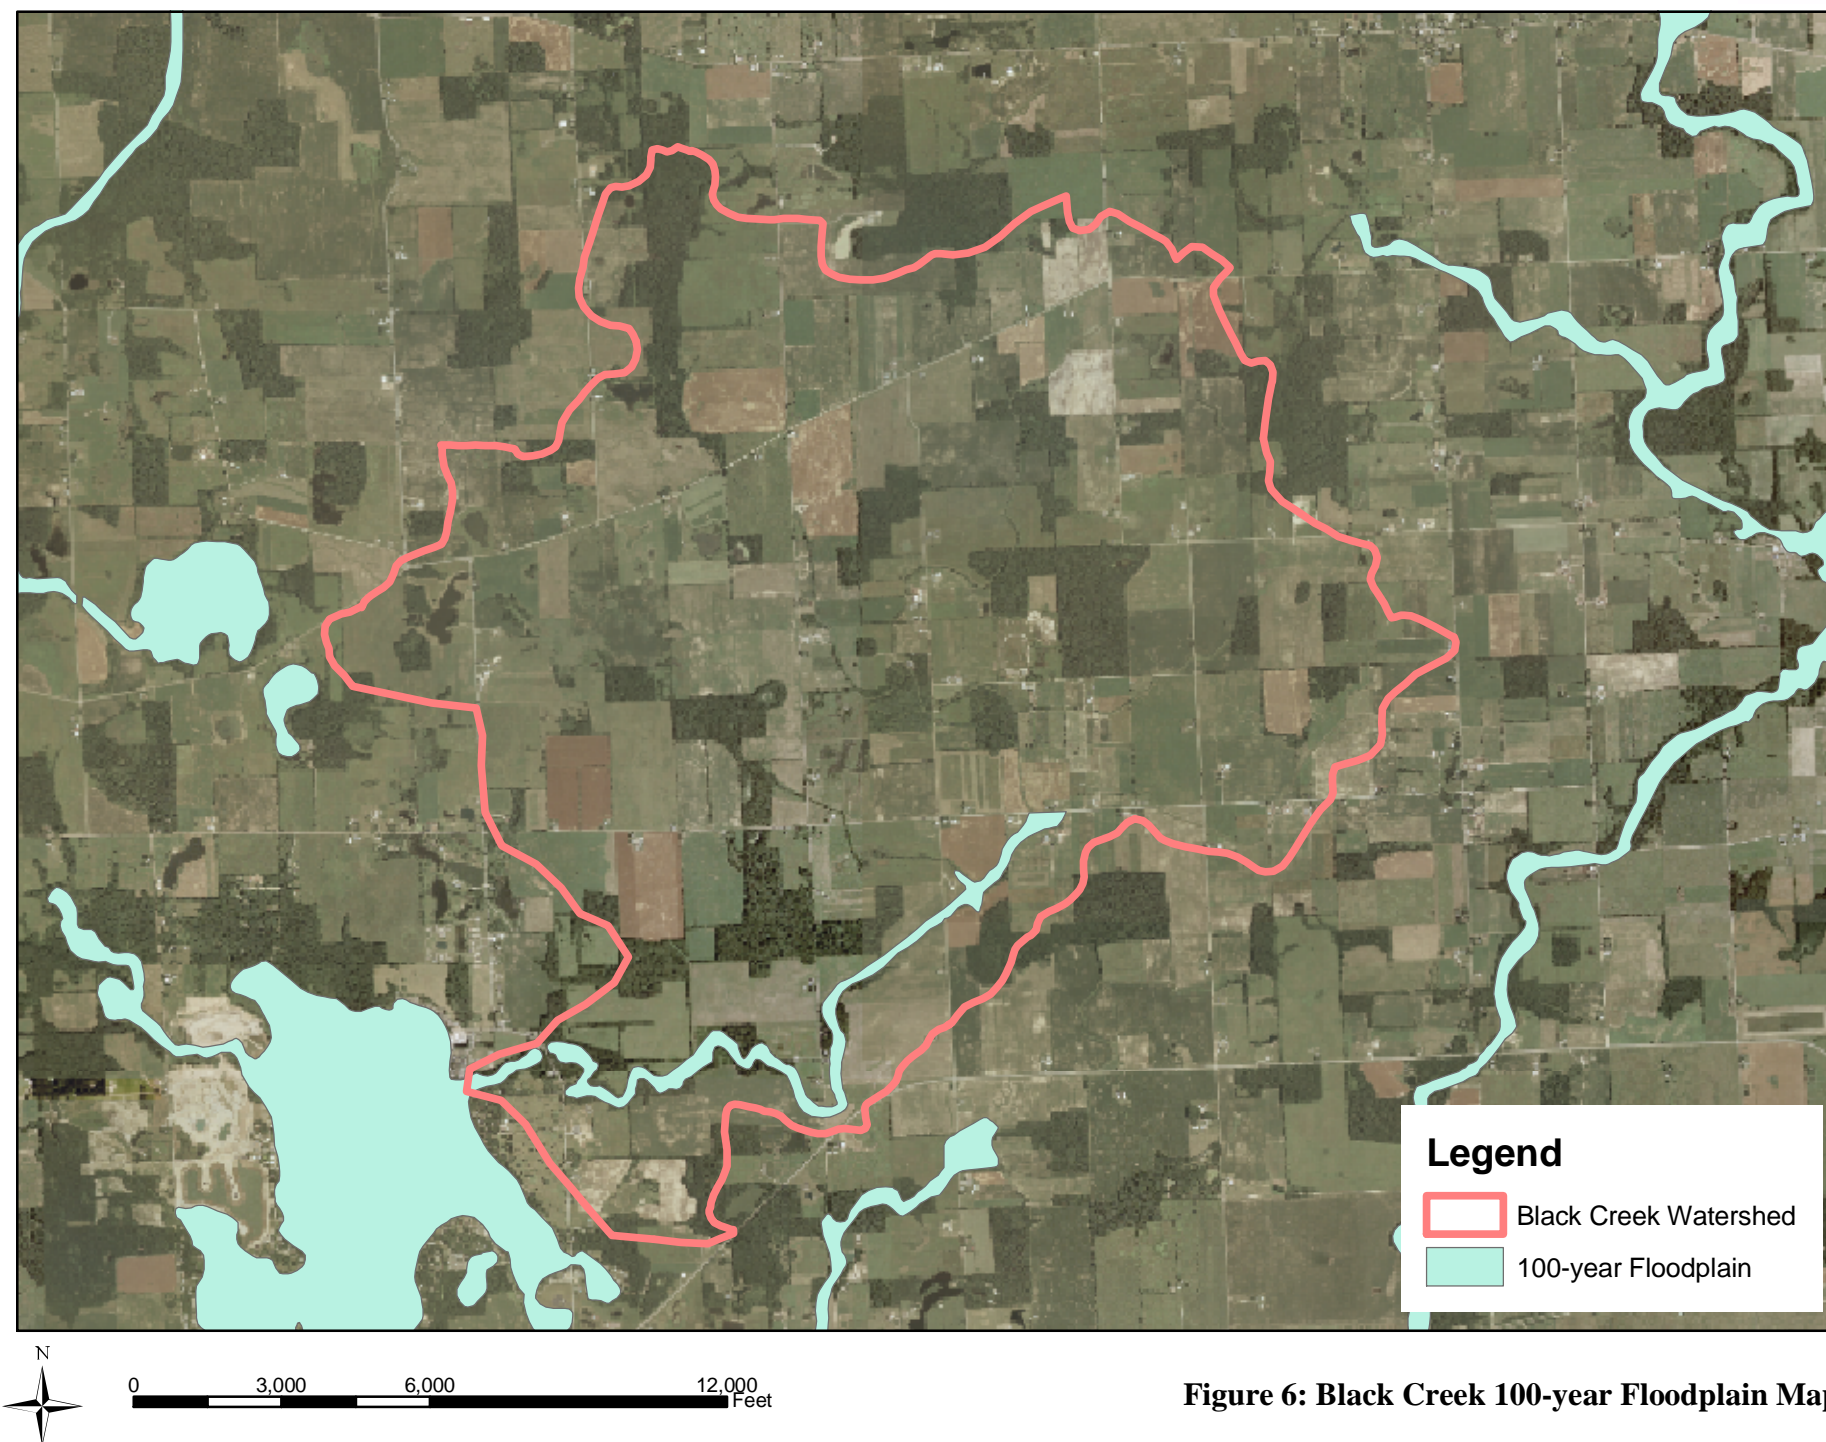 Legend
Black Creek Watershed
100-year Floodplain
N
0 3,000 6,000 12,000
Feet
Figure 6: Black Creek 100-year Floodplain Map